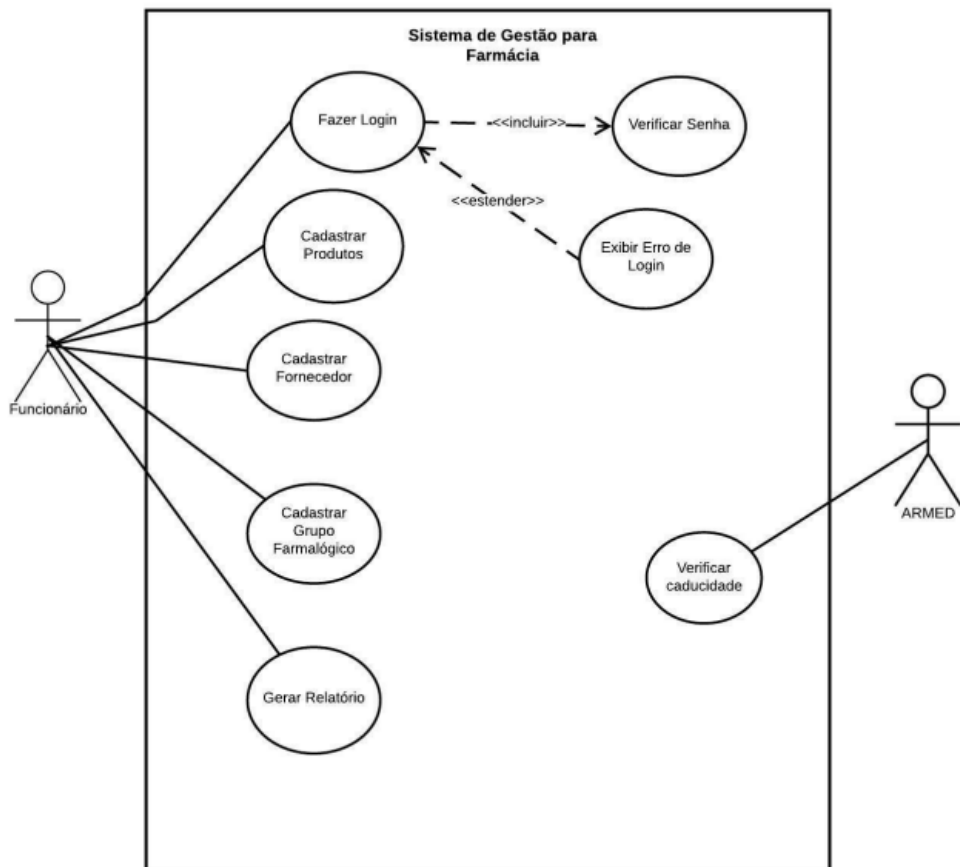 Sistema de Gestão para
Farmácia
Fazer Login
<<incluir>>
Verificar Senha
<<estender>>
Cadastrar
Produtos
Exibir Erro de
Login
Cadastrar
Fornecedor
Funcionário
Cadastrar
Grupo
Farmalógico
ARMED
Verificar
caducidade
Gerar Relatório